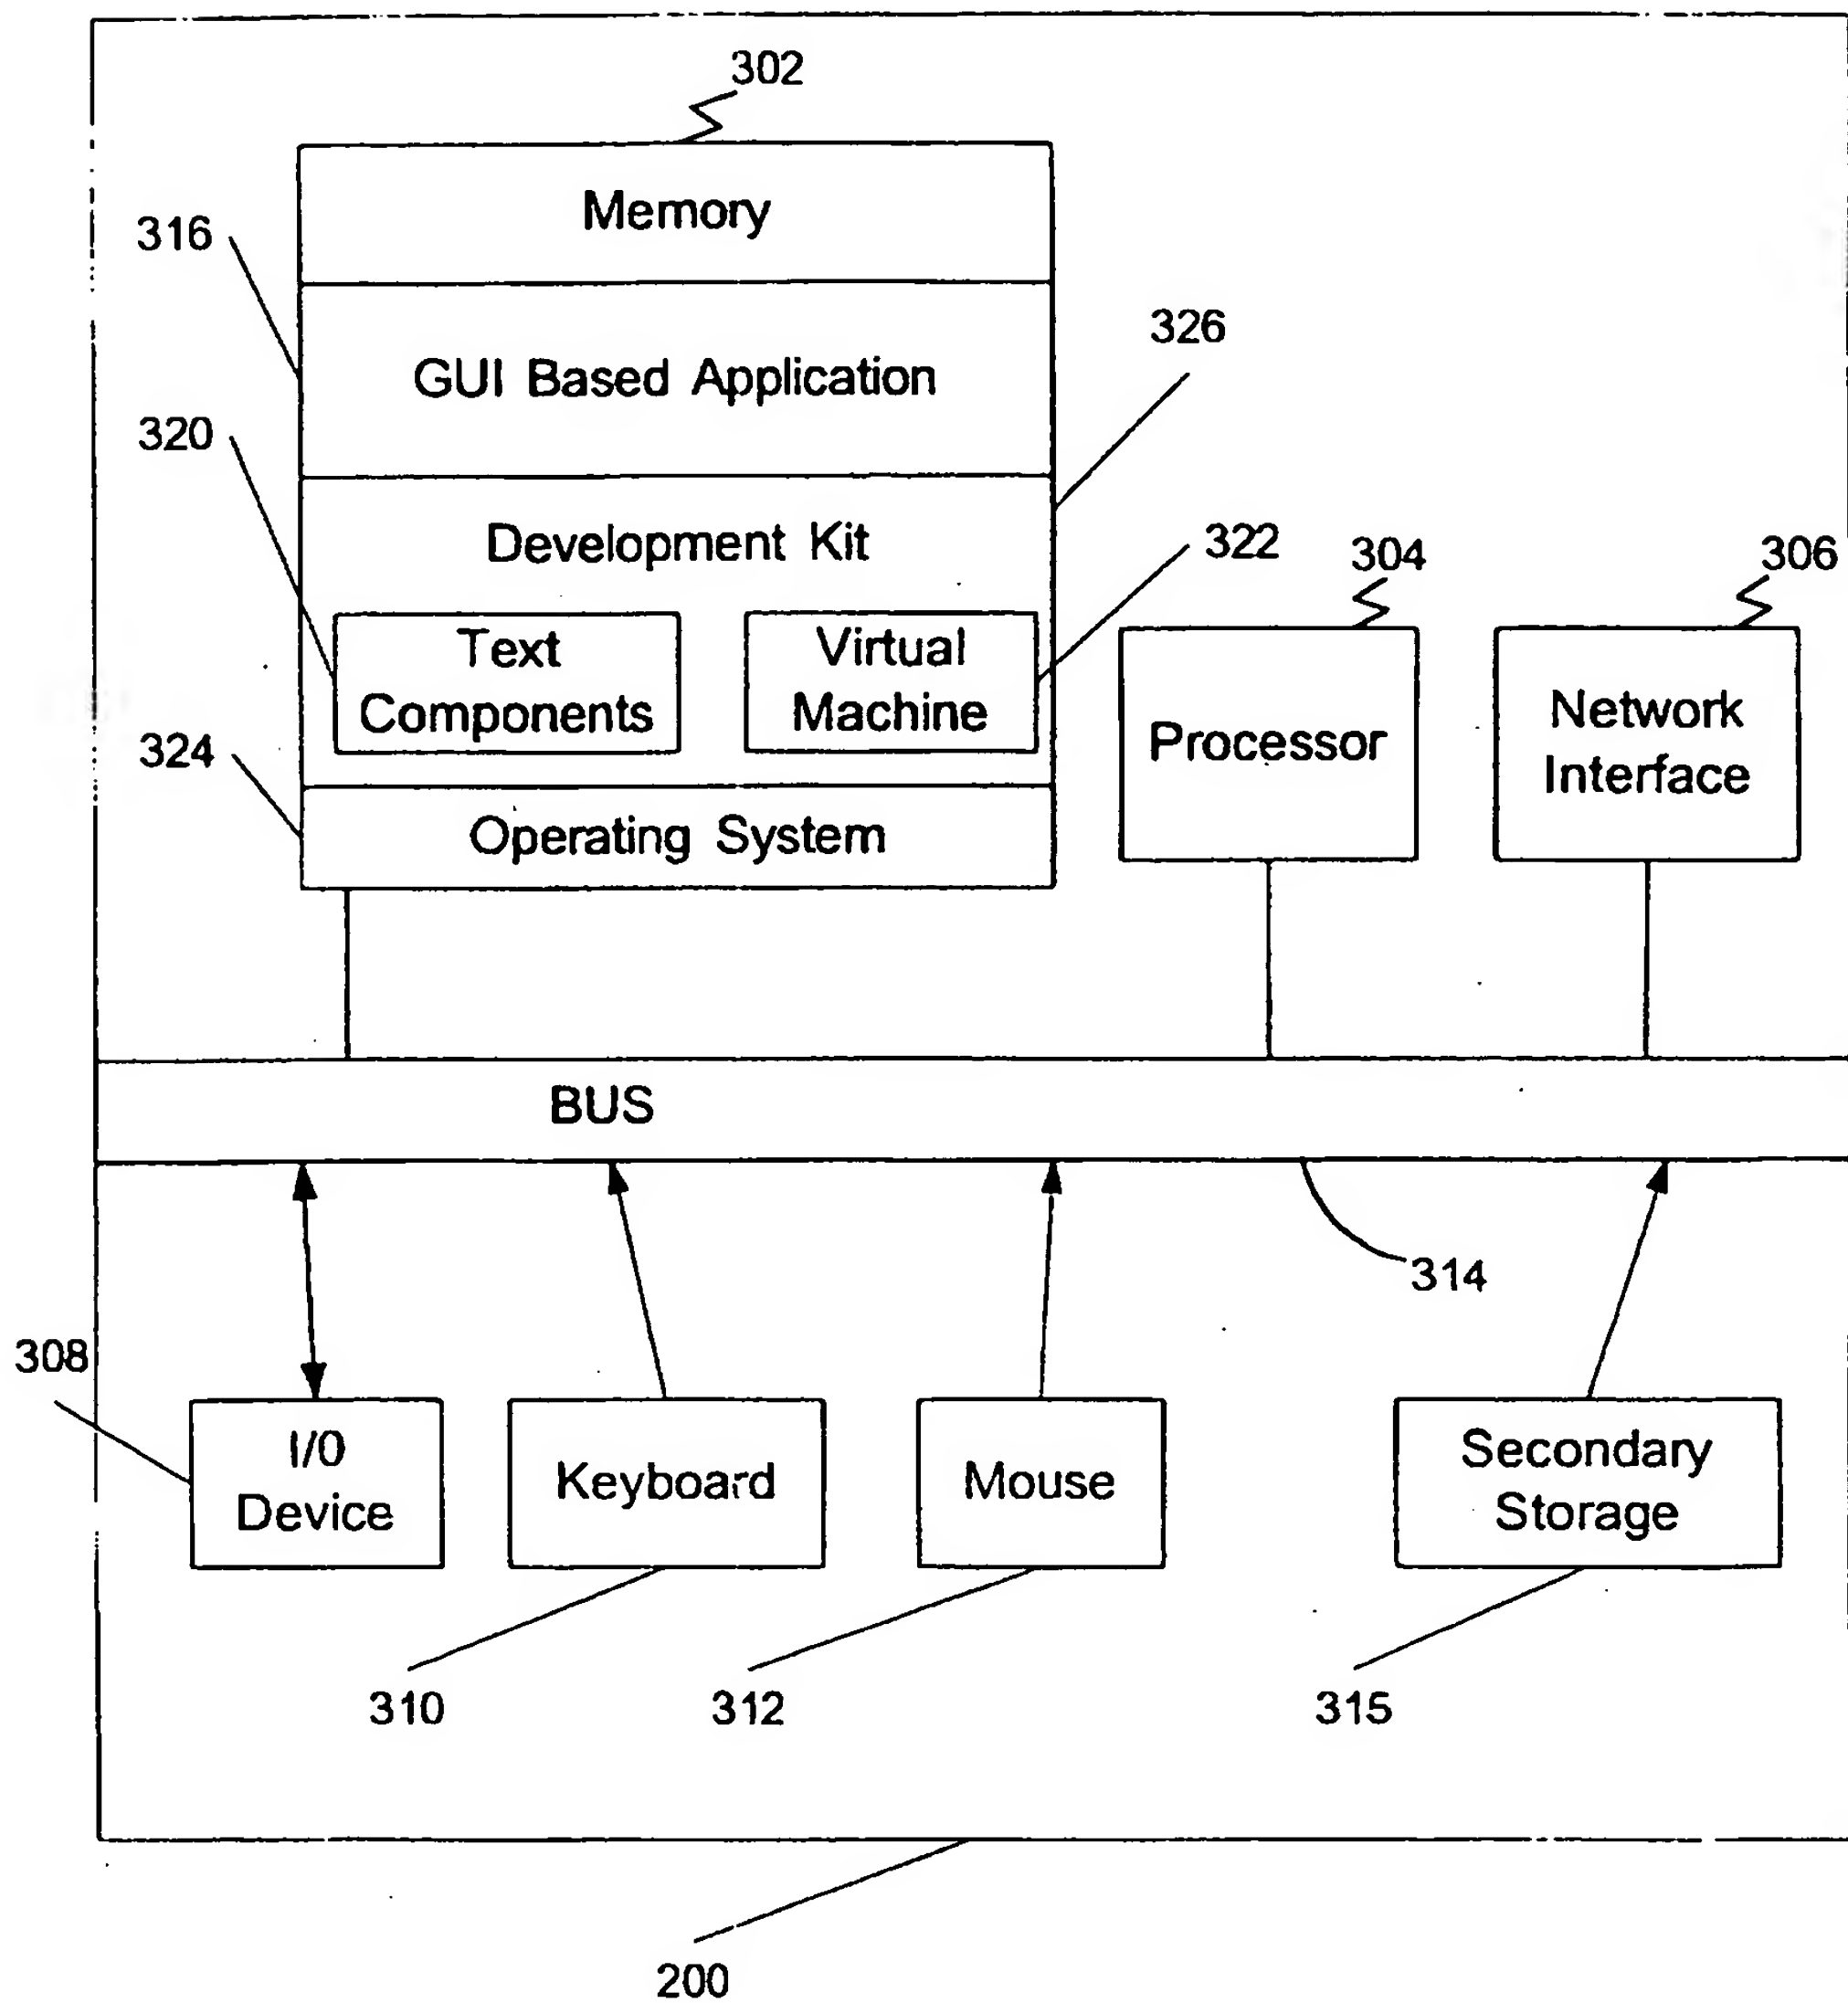 302
Memory
316
326
GUI Based Application
320
Development Kit
322
304
306
Text
Components
Virtual
Machine
Processor
Network
Interface
324
Operating System
BUS
314
308
I/0
Device
Keyboard
Mouse
Secondary
Storage
310
312
315
200